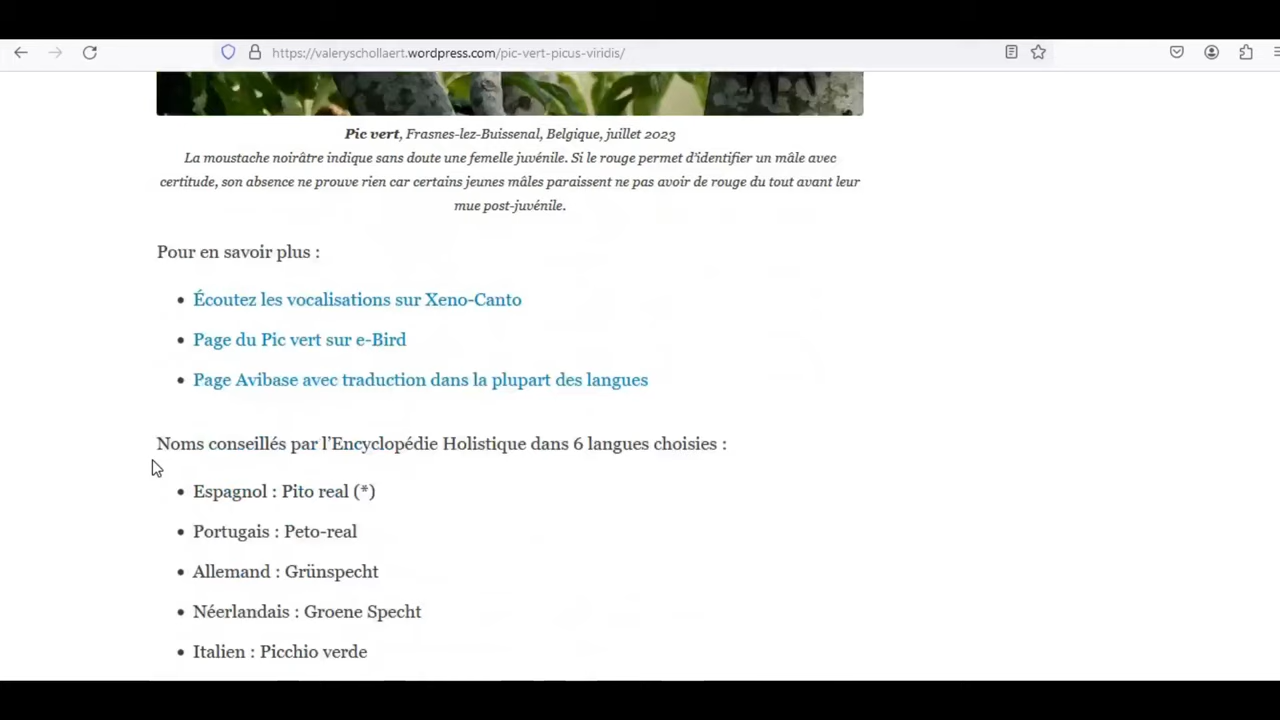 https://valeryschollaert.wordpress.com/pic-vert-picus-viridis/
Pic vert, Frasnes-lez-Buissenal, Belgique, juillet 2023
La moustache noirâtre indique sans doute une femelle juvénile. Si le rouge permet d'identifier un mâle avec
certitude, son absence ne prouve rien car certains jeunes mâles paraissent ne pas avoir de rouge du tout avant leur
mue post-juvénile.
Pour en savoir plus :
• Écoutez les vocalisations sur Xeno-Canto
• Page du Pic vert sur e-Bird
• Page Avibase avec traduction dans la plupart des langues
Noms conseillés par l'Encyclopédie Holistique dans 6 langues choisies :
• Espagnol : Pito real (*)
• Portugais : Peto-real
• Allemand : Grünspecht
• Néerlandais : Groene Specht
• Italien : Picchio verde